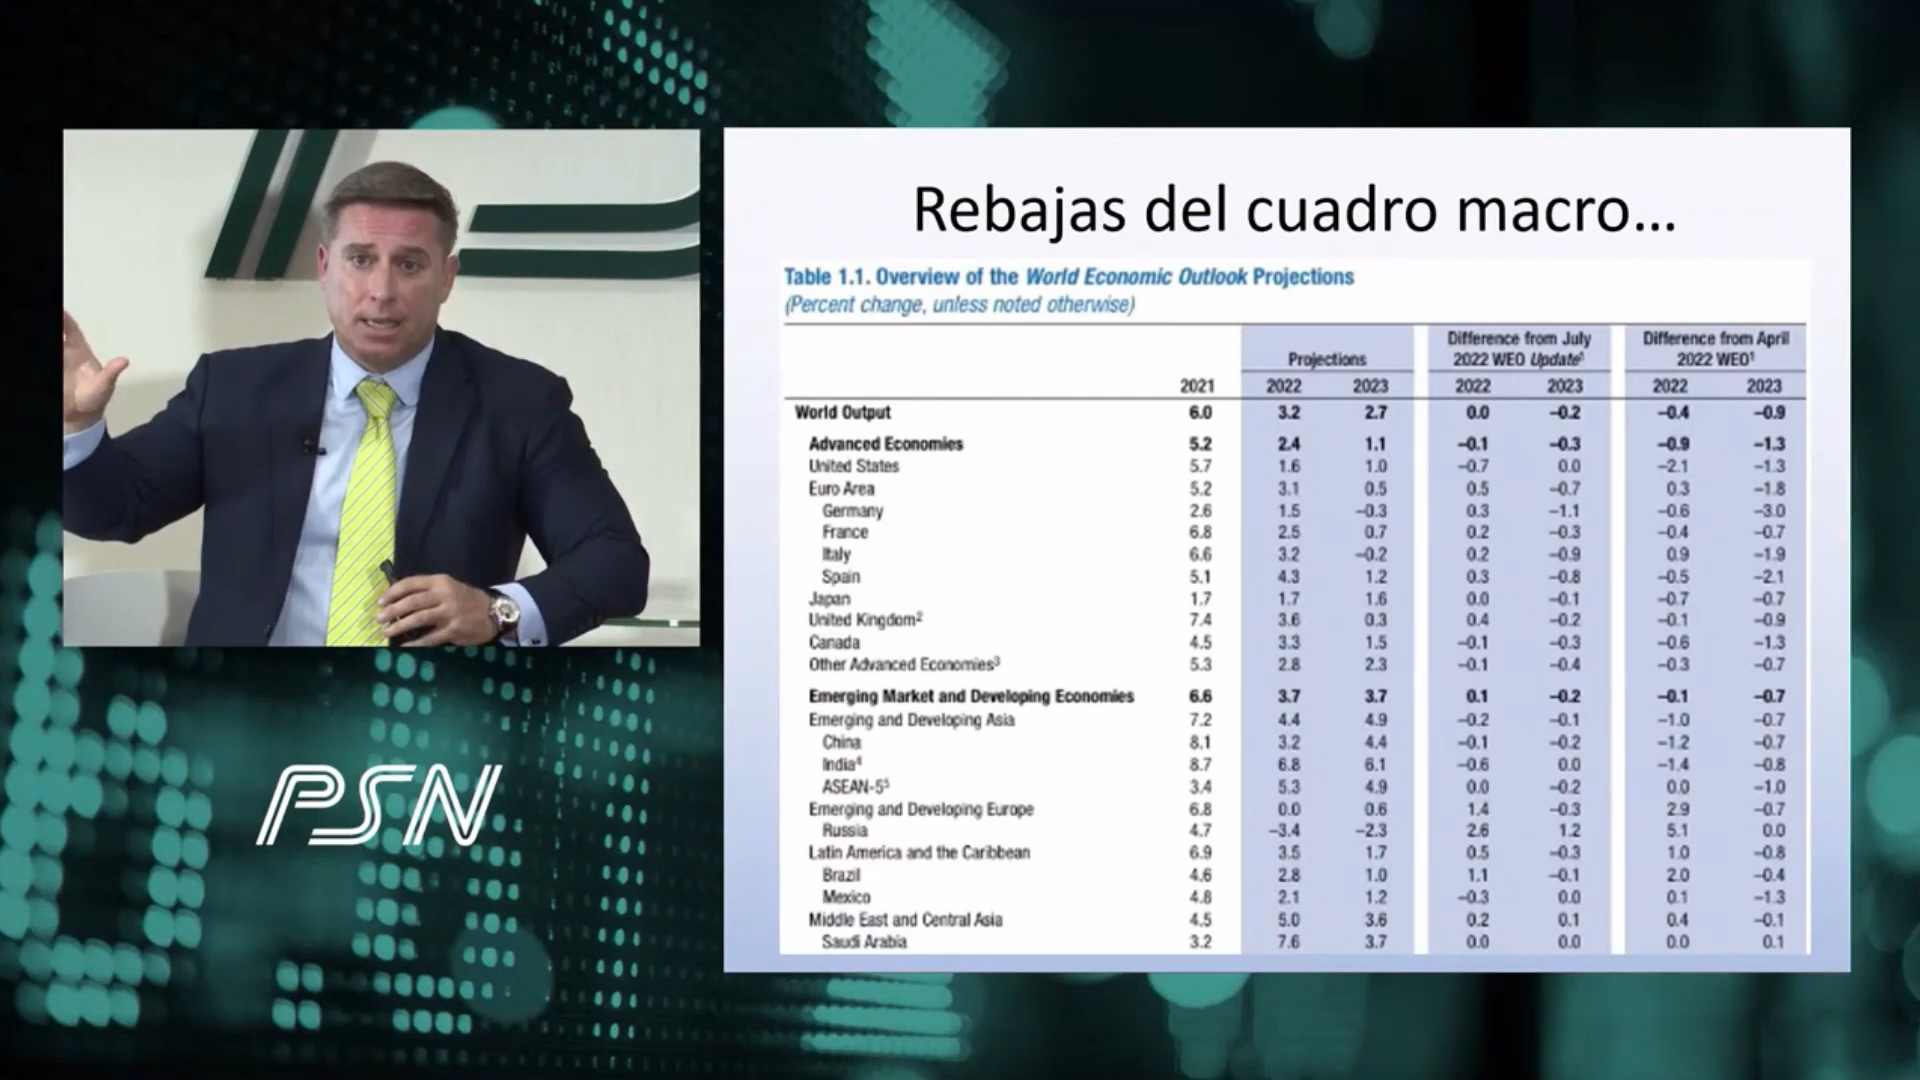 Rebajas del cuadro macro...
Table 1.1. Overview of the World Economic Outlook Projections
(Percent change, unless noted otherwise)
Projections
Difference from July 2022 WEO Update¹
Difference from April 2022 WEO¹
2021 2022 2023 2022 2023 2022 2023
World Output 6.0 3.2 2.7 0.0 –0.2 –0.4 –0.9
Advanced Economies 5.2 2.4 1.1 –0.1 –0.3 –0.9 –1.3
United States 5.7 1.6 1.0 –0.7 0.0 –2.1 –1.3
Euro Area 5.2 3.1 0.5 0.5 –0.7 0.3 –1.8
Germany 2.6 1.5 –0.3 0.3 –1.1 –0.6 –3.0
France 6.8 2.5 0.7 0.2 –0.3 –0.4 –0.7
Italy 6.6 3.2 –0.2 0.2 –0.9 0.9 –1.9
Spain 5.1 4.3 1.2 0.3 –0.8 –0.5 –2.1
Japan 1.7 1.7 1.6 0.0 –0.1 –0.7 –0.7
United Kingdom² 7.4 3.6 0.3 0.4 –0.2 –0.1 –0.9
Canada 4.5 3.3 1.5 –0.1 –0.3 –0.6 –1.3
Other Advanced Economies³ 5.3 2.8 2.3 –0.1 –0.4 –0.3 –0.7
Emerging Market and Developing Economies 6.6 3.7 3.7 0.1 –0.2 –0.1 –0.7
Emerging and Developing Asia 7.2 4.4 4.9 –0.2 –0.1 –1.0 –0.7
China 8.1 3.2 4.4 –0.1 –0.2 –1.2 –0.7
India⁴ 8.7 6.8 6.1 –0.6 0.0 –1.4 –0.8
ASEAN-5⁵ 3.4 5.3 4.9 0.0 –0.2 0.0 –1.0
Emerging and Developing Europe 6.8 0.0 0.6 1.4 –0.3 2.9 –0.7
Russia 4.7 –3.4 –2.3 2.6 1.2 5.1 0.0
Latin America and the Caribbean 6.9 3.5 1.7 0.5 –0.3 1.0 –0.8
Brazil 4.6 2.8 1.0 1.1 –0.1 2.0 –0.4
Mexico 4.8 2.1 1.2 –0.3 0.0 0.1 –1.3
Middle East and Central Asia 4.5 5.0 3.6 0.2 0.1 0.4 –0.1
Saudi Arabia 3.2 7.6 3.7 0.0 0.0 0.0 0.1
PSN